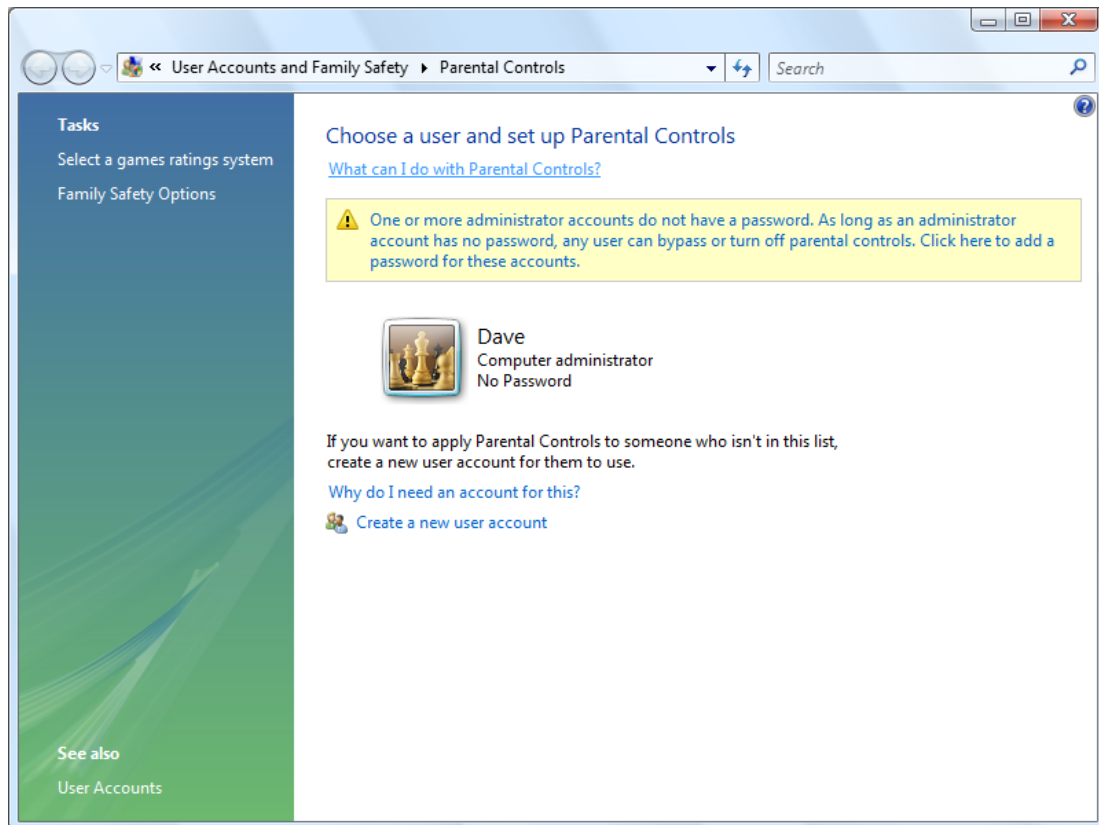 « User Accounts and Family Safety ▸ Parental Controls
Search
Tasks
Select a games ratings system
Family Safety Options
Choose a user and set up Parental Controls
What can I do with Parental Controls?
One or more administrator accounts do not have a password. As long as an administrator
account has no password, any user can bypass or turn off parental controls. Click here to add a
password for these accounts.
Dave
Computer administrator
No Password
If you want to apply Parental Controls to someone who isn't in this list,
create a new user account for them to use.
Why do I need an account for this?
Create a new user account
See also
User Accounts